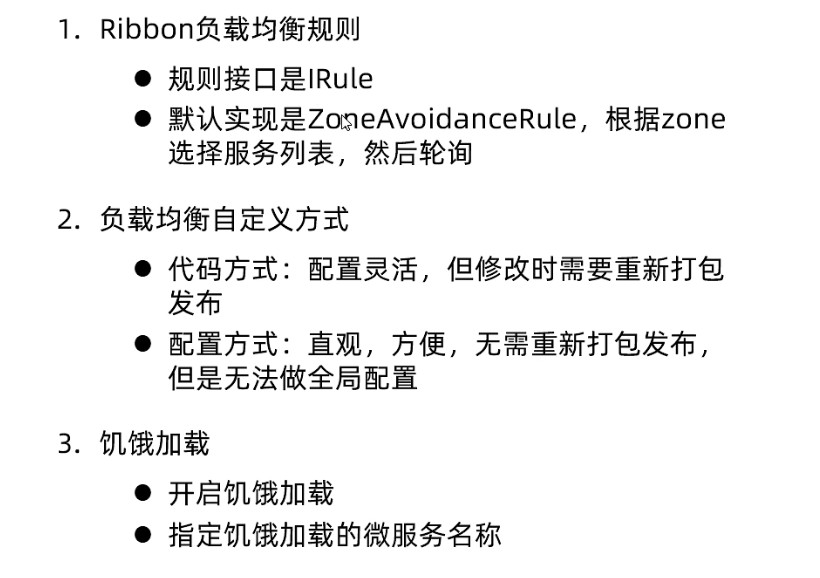 1. Ribbon负载均衡规则
● 规则接口是IRule
● 默认实现是ZoneAvoidanceRule，根据zone
选择服务列表，然后轮询
2. 负载均衡自定义方式
● 代码方式：配置灵活，但修改时需要重新打包
发布
● 配置方式：直观，方便，无需重新打包发布，
但是无法做全局配置
3. 饥饿加载
● 开启饥饿加载
● 指定饥饿加载的微服务名称